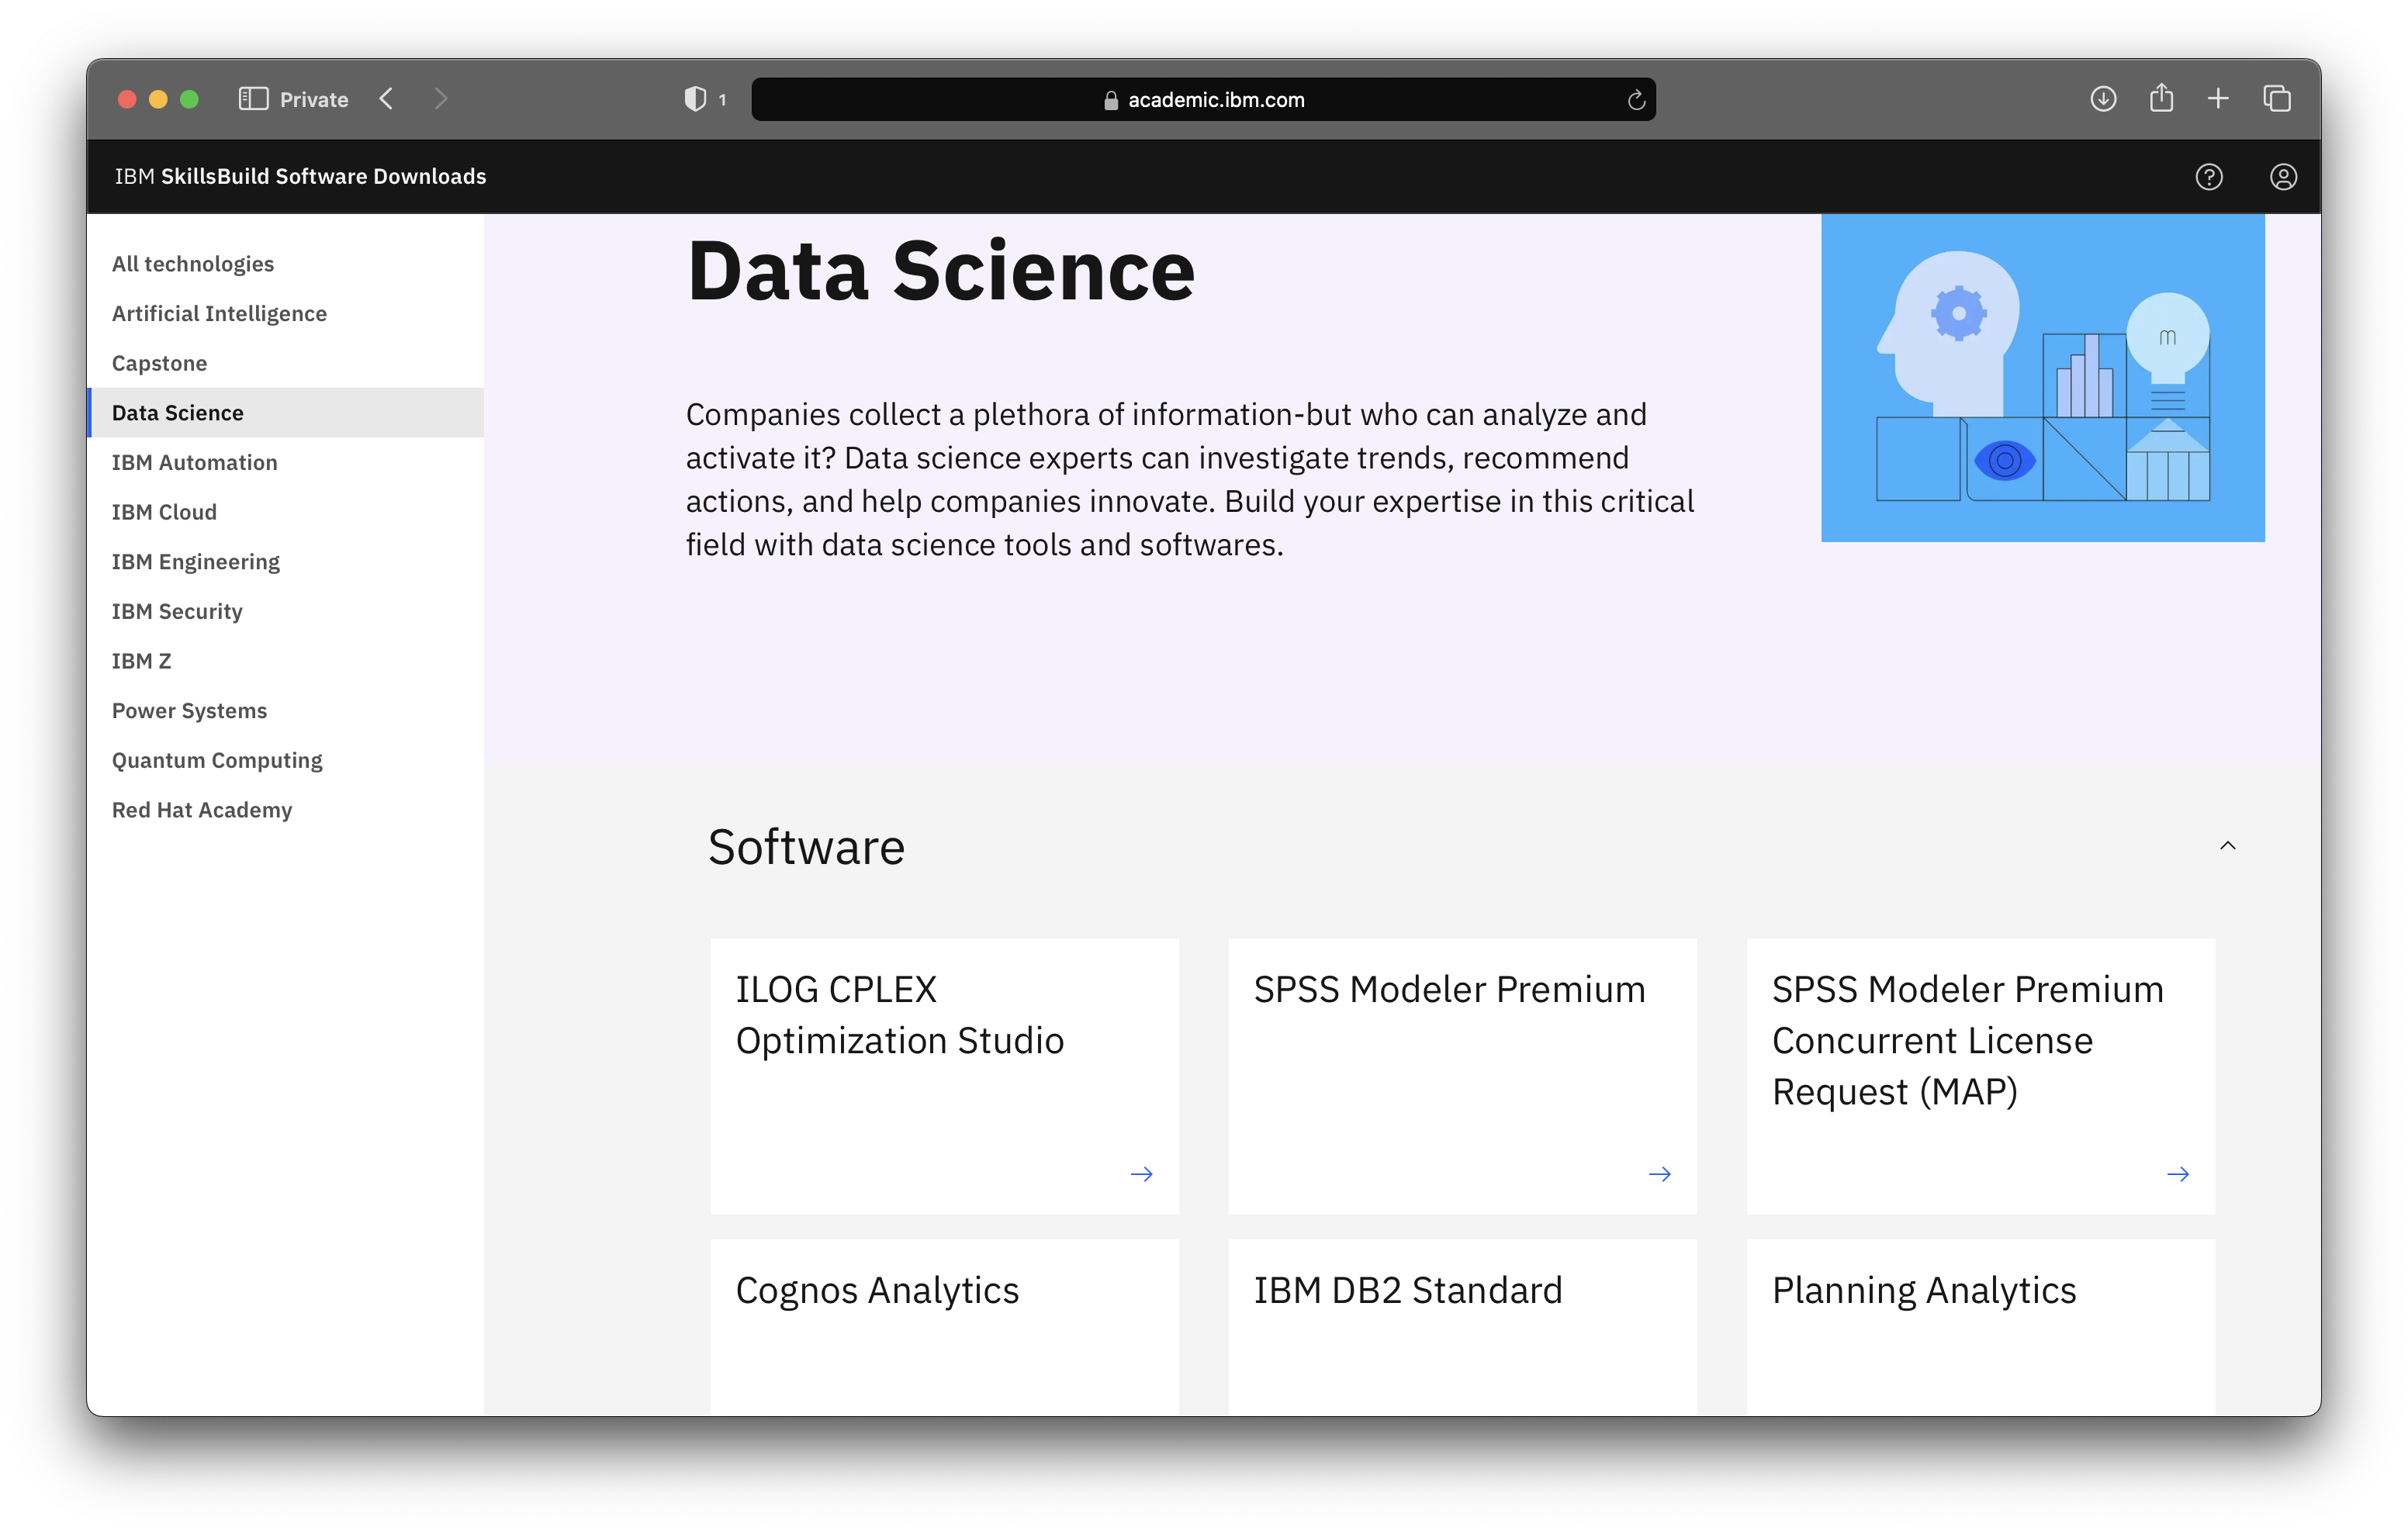 Private
1
academic.ibm.com
IBM SkillsBuild Software Downloads
All technologies
Artificial Intelligence
Capstone
Data Science
IBM Automation
IBM Cloud
IBM Engineering
IBM Security
IBM Z
Power Systems
Quantum Computing
Red Hat Academy
Data Science
Companies collect a plethora of information-but who can analyze and
activate it? Data science experts can investigate trends, recommend
actions, and help companies innovate. Build your expertise in this critical
field with data science tools and softwares.
Software
ILOG CPLEX
Optimization Studio
SPSS Modeler Premium
SPSS Modeler Premium
Concurrent License
Request (MAP)
Cognos Analytics
IBM DB2 Standard
Planning Analytics